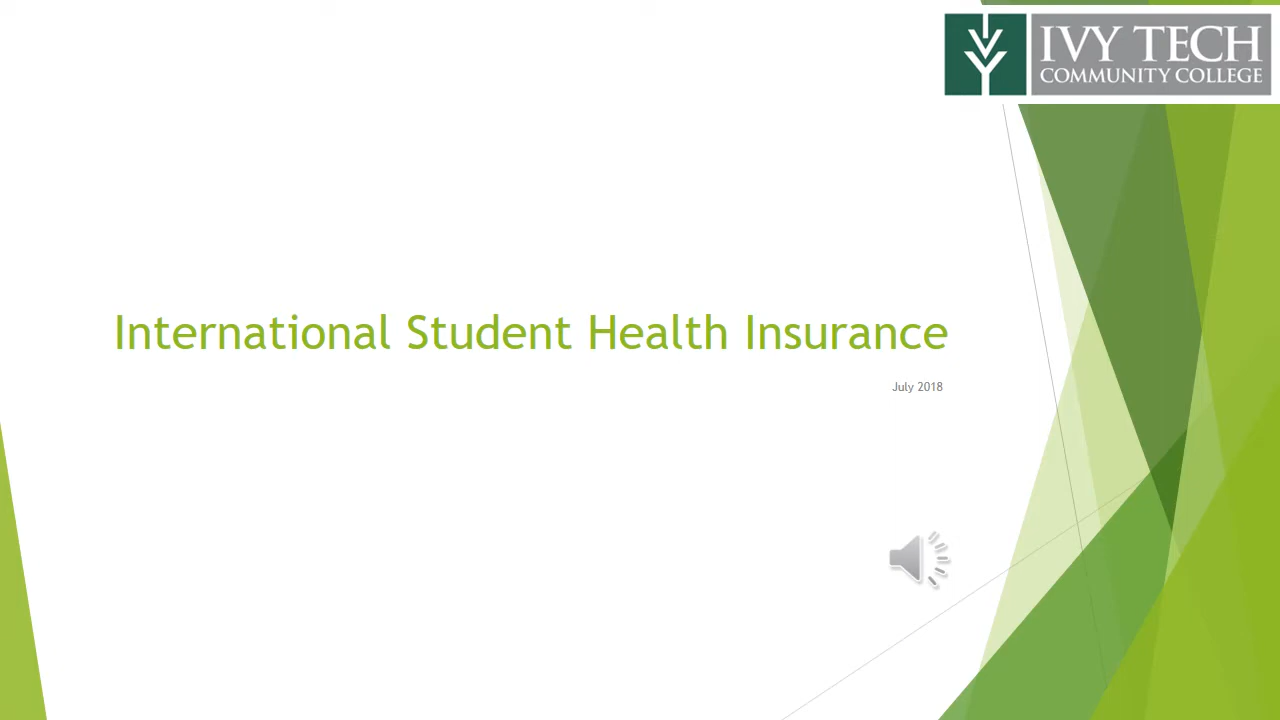 IVY TECH
COMMUNITY COLLEGE
International Student Health Insurance
July 2018